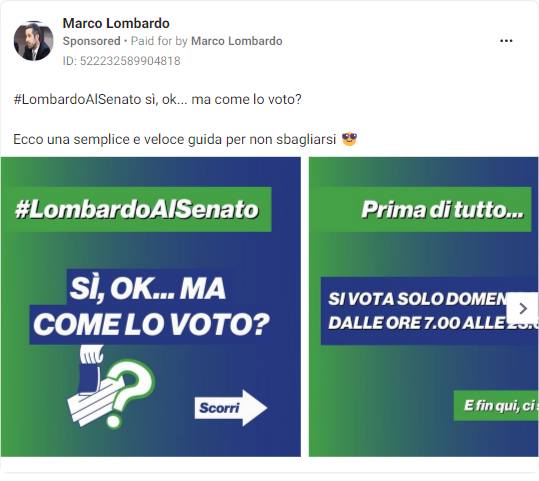 Marco Lombardo
Sponsored • Paid for by Marco Lombardo
ID: 522232589904818
#LombardoAlSenato sì, ok... ma come lo voto?
Ecco una semplice e veloce guida per non sbagliarsi 😎
#LombardoAlSenato
SÌ, OK... MA
COME LO VOTO?
Scorri
Prima di tutto...
SI VOTA SOLO
DALLE ORE 7.00 ALLE
E fin qui, ci